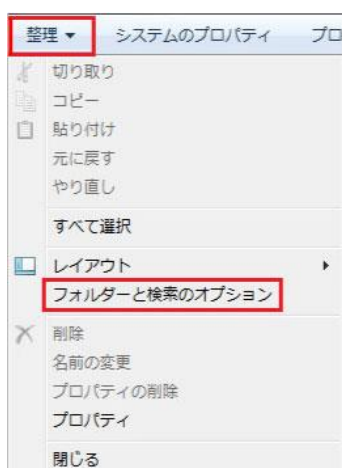 整理 ▼ システムのプロパティ プロ
切り取り
コピー
貼り付け
元に戻す
やり直し
すべて選択
レイアウト
フォルダーと検索のオプション
削除
名前の変更
プロパティの削除
プロパティ
閉じる